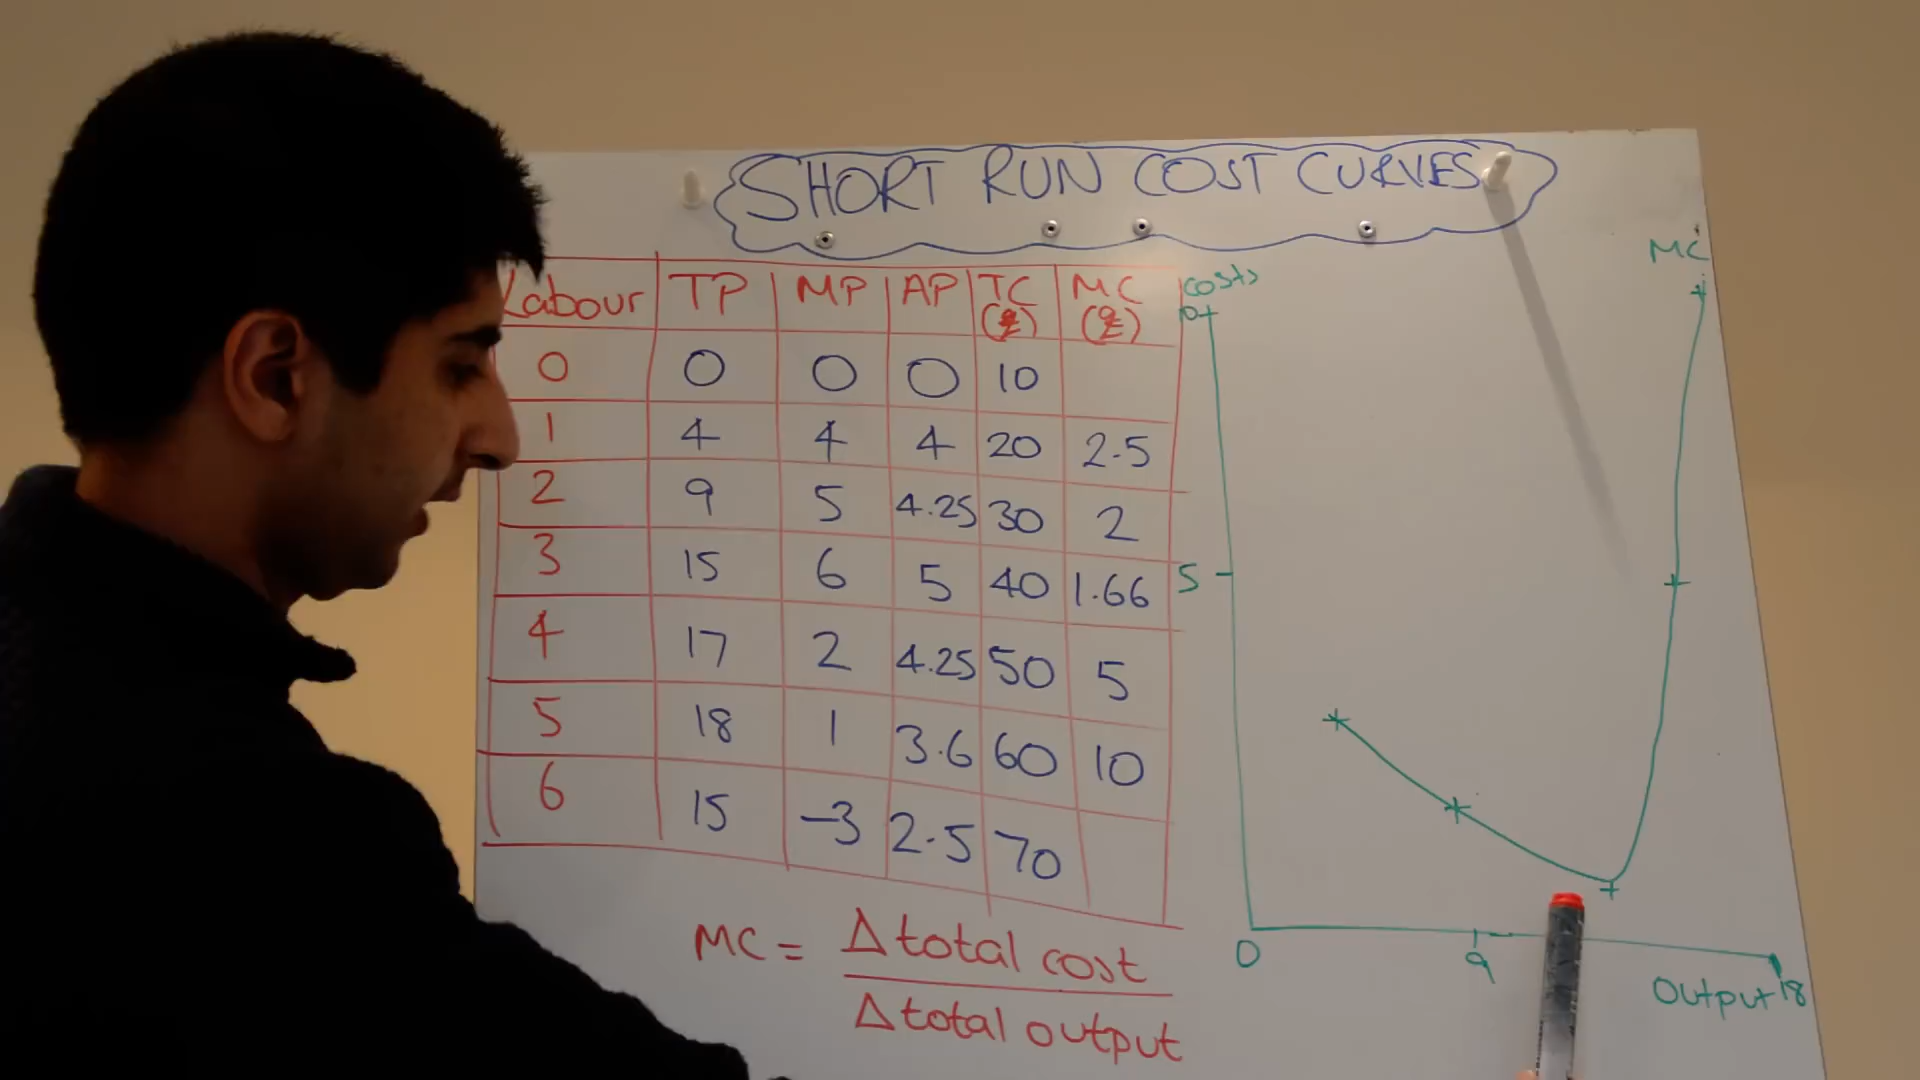 SHORT RUN COST CURVES
Labour TP MP AP TC (£) MC (£)
0 0 0 0 10
1 4 4 4 20 2.5
2 9 5 4.25 30 2
3 15 6 5 40 1.66
4 17 2 4.25 50 5
5 18 1 3.6 60 10
6 15 -3 2.5 70
MC = Δ total cost
Δ total output
costs
10
5
0
9
18
Output
MC